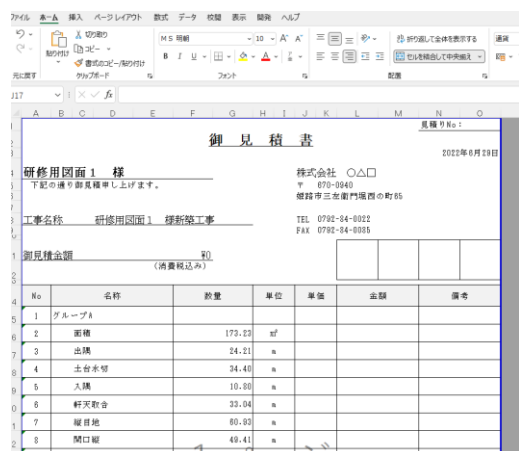 ファイル ホーム 挿入 ページ レイアウト 数式 データ 校閲 表示 開発 ヘルプ
切り取り
コピー
書式のコピー/貼り付け
貼り付け
ＭＳ 明朝 10
B I U
折り返して全体を表示する
セルを結合して中央揃え
通貨
元に戻す クリップボード フォント 配置
J17 fx
A B C D E F G H I J K L M N O
御 見 積 書
見積りNo：
2022年6月29日
研修用図面１ 様
下記の通り御見積申し上げます。
株式会社 ○△□
〒 670-0940
姫路市三左衛門堀西の町65
工事名称 研修用図面１ 様新築工事
TEL 0792-84-0022
FAX 0792-84-0035
御見積金額 ¥0
(消費税込み)
No 名称 数量 単位 単価 金額 備考
1 グループA
2 面積 173.23 ㎡
3 出隅 24.21 m
4 土台水切 34.40 m
5 入隅 10.80 m
6 軒天取合 33.04 m
7 縦目地 60.93 m
8 開口縦 49.41 m